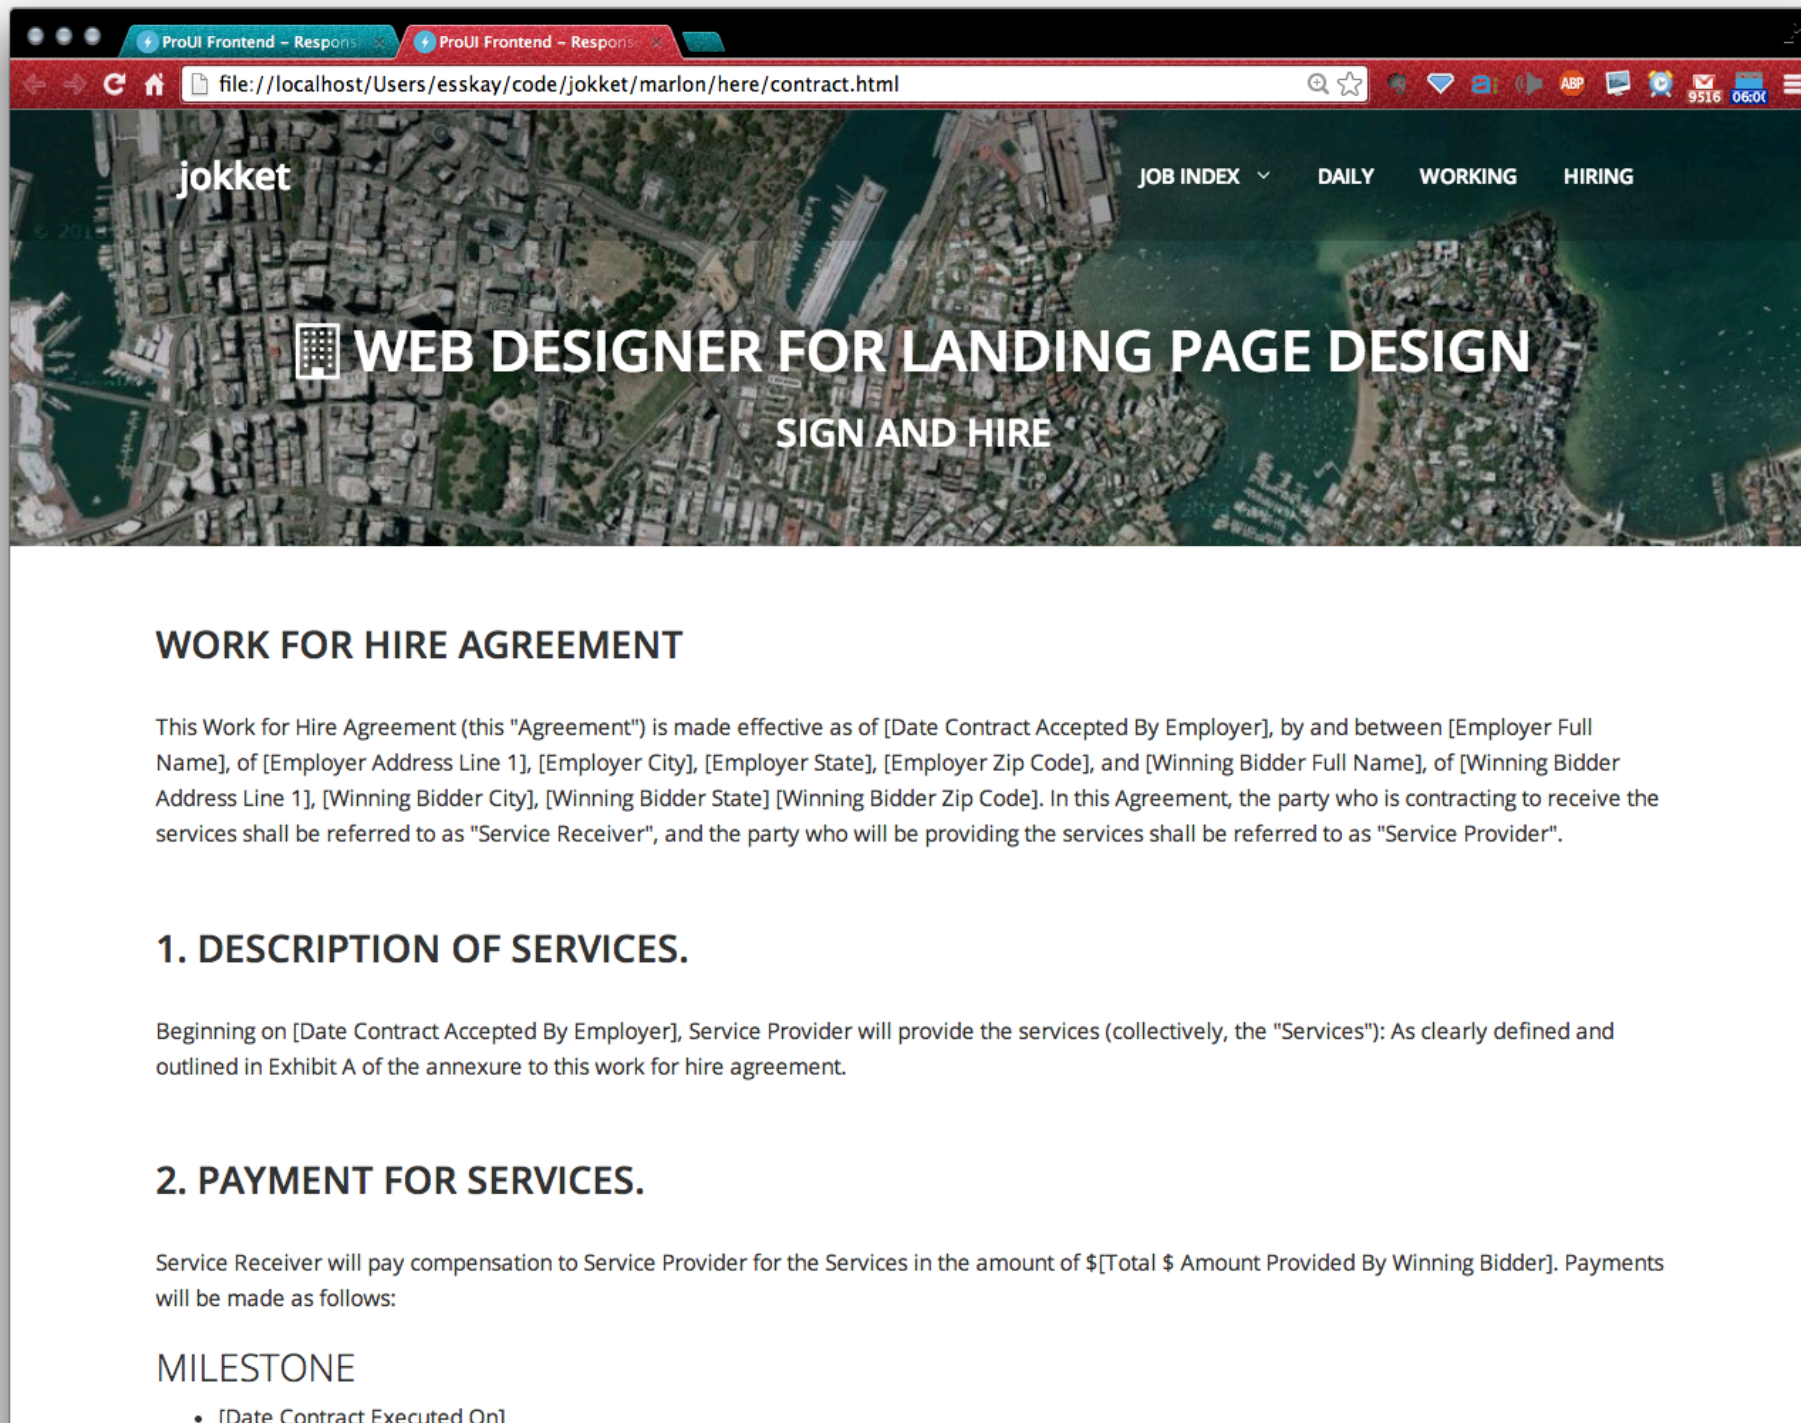 ProUI Frontend – Respons
ProUI Frontend – Respons
file://localhost/Users/esskay/code/jokket/marlon/here/contract.html
ABP
9516
06:00
jokket
JOB INDEX
DAILY
WORKING
HIRING
WEB DESIGNER FOR LANDING PAGE DESIGN
SIGN AND HIRE
WORK FOR HIRE AGREEMENT
This Work for Hire Agreement (this "Agreement") is made effective as of [Date Contract Accepted By Employer], by and between [Employer Full
Name], of [Employer Address Line 1], [Employer City], [Employer State], [Employer Zip Code], and [Winning Bidder Full Name], of [Winning Bidder
Address Line 1], [Winning Bidder City], [Winning Bidder State] [Winning Bidder Zip Code]. In this Agreement, the party who is contracting to receive the
services shall be referred to as "Service Receiver", and the party who will be providing the services shall be referred to as "Service Provider".
1. DESCRIPTION OF SERVICES.
Beginning on [Date Contract Accepted By Employer], Service Provider will provide the services (collectively, the "Services"): As clearly defined and
outlined in Exhibit A of the annexure to this work for hire agreement.
2. PAYMENT FOR SERVICES.
Service Receiver will pay compensation to Service Provider for the Services in the amount of $[Total $ Amount Provided By Winning Bidder]. Payments
will be made as follows:
MILESTONE
• [Date Contract Executed On]